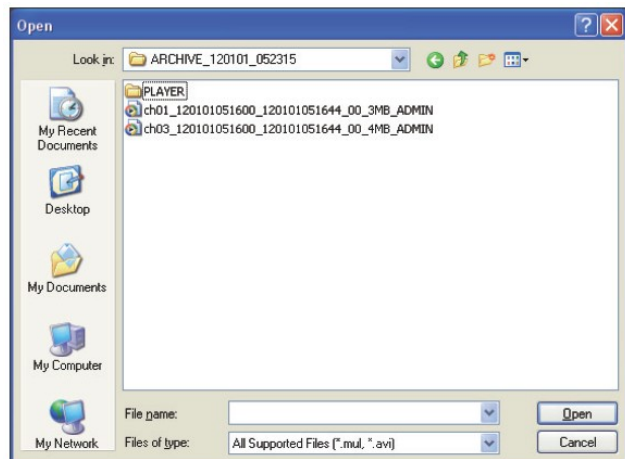 Open
Look in: ARCHIVE_120101_052315
PLAYER
ch01_120101051600_120101051644_00_3MB_ADMIN
ch03_120101051600_120101051644_00_4MB_ADMIN
My Recent
Documents
Desktop
My Documents
My Computer
My Network
File name:
Open
Files of type: All Supported Files (*.mul, *.avi)
Cancel